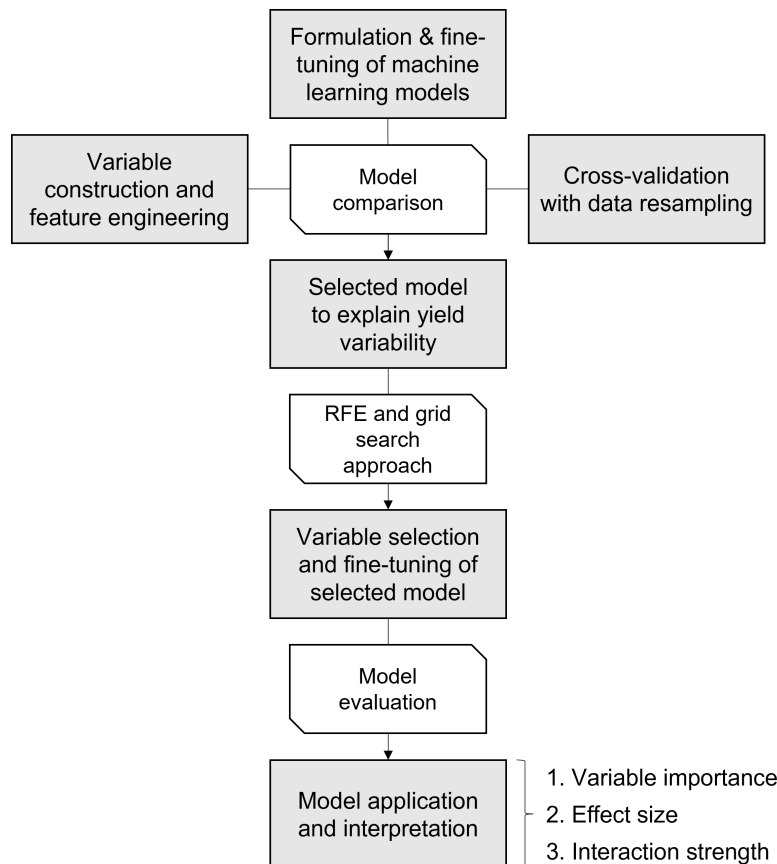 Formulation & fine-
tuning of machine
learning models
Variable
construction and
feature engineering
Model
comparison
Cross-validation
with data resampling
Selected model
to explain yield
variability
RFE and grid
search
approach
Variable selection
and fine-tuning of
selected model
Model
evaluation
Model application
and interpretation
1. Variable importance
2. Effect size
3. Interaction strength